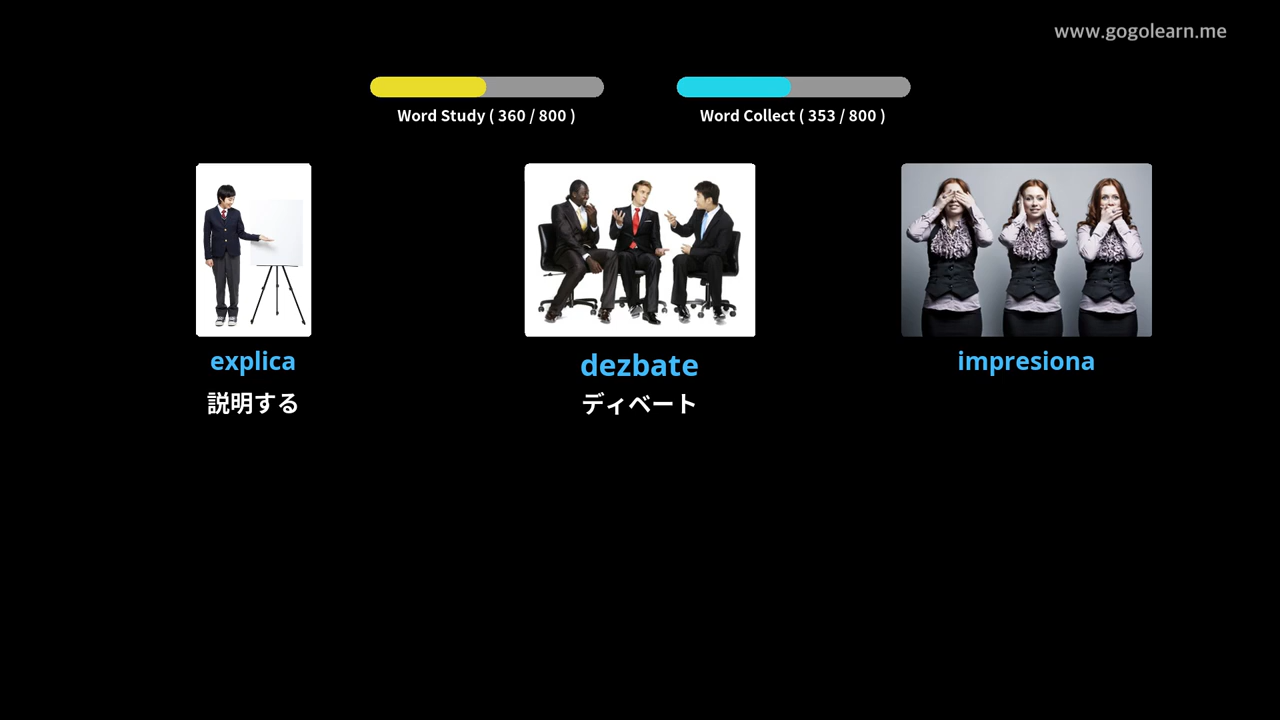 www.gogolearn.me
Word Study ( 360 / 800 )
Word Collect ( 353 / 800 )
explica
dezbate
impresiona
説明する
ディベート